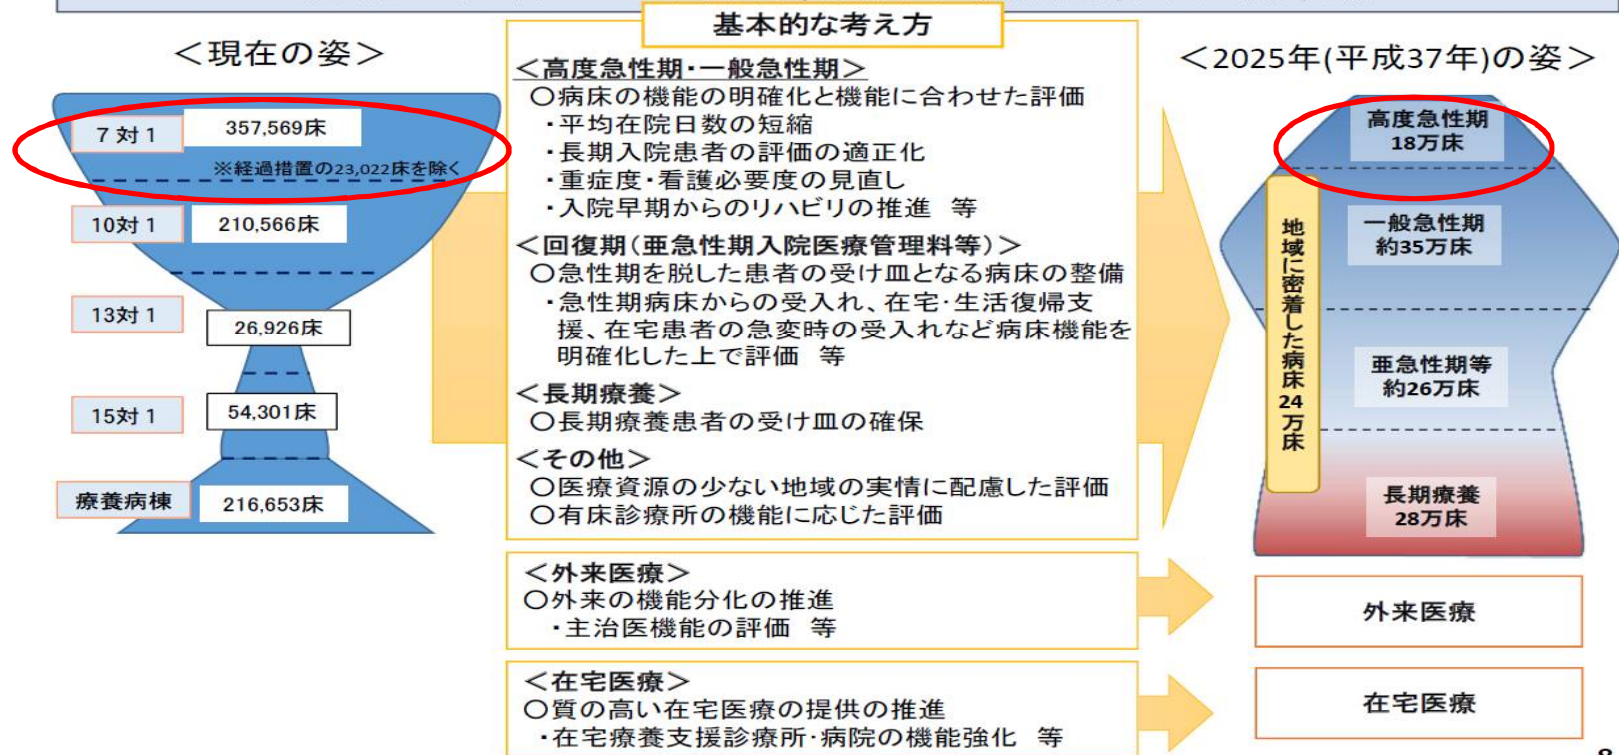 基本的な考え方
＜現在の姿＞
7対1
357,569床
※経過措置の23,022床を除く
10対1
210,566床
13対1
26,926床
15対1
54,301床
療養病棟
216,653床
＜高度急性期・一般急性期＞
○病床の機能の明確化と機能に合わせた評価
・平均在院日数の短縮
・長期入院患者の評価の適正化
・重症度・看護必要度の見直し
・入院早期からのリハビリの推進　等
＜回復期(亜急性期入院医療管理料等)＞
○急性期を脱した患者の受け皿となる病床の整備
・急性期病床からの受入れ、在宅・生活復帰支
援、在宅患者の急変時の受入れなど病床機能を
明確化した上で評価　等
＜長期療養＞
○長期療養患者の受け皿の確保
＜その他＞
○医療資源の少ない地域の実情に配慮した評価
○有床診療所の機能に応じた評価
＜外来医療＞
○外来の機能分化の推進
・主治医機能の評価　等
＜在宅医療＞
○質の高い在宅医療の提供の推進
・在宅療養支援診療所・病院の機能強化　等
＜2025年(平成37年)の姿＞
高度急性期
18万床
一般急性期
約35万床
地域に密着した病床24万床
亜急性期等
約26万床
長期療養
28万床
外来医療
在宅医療